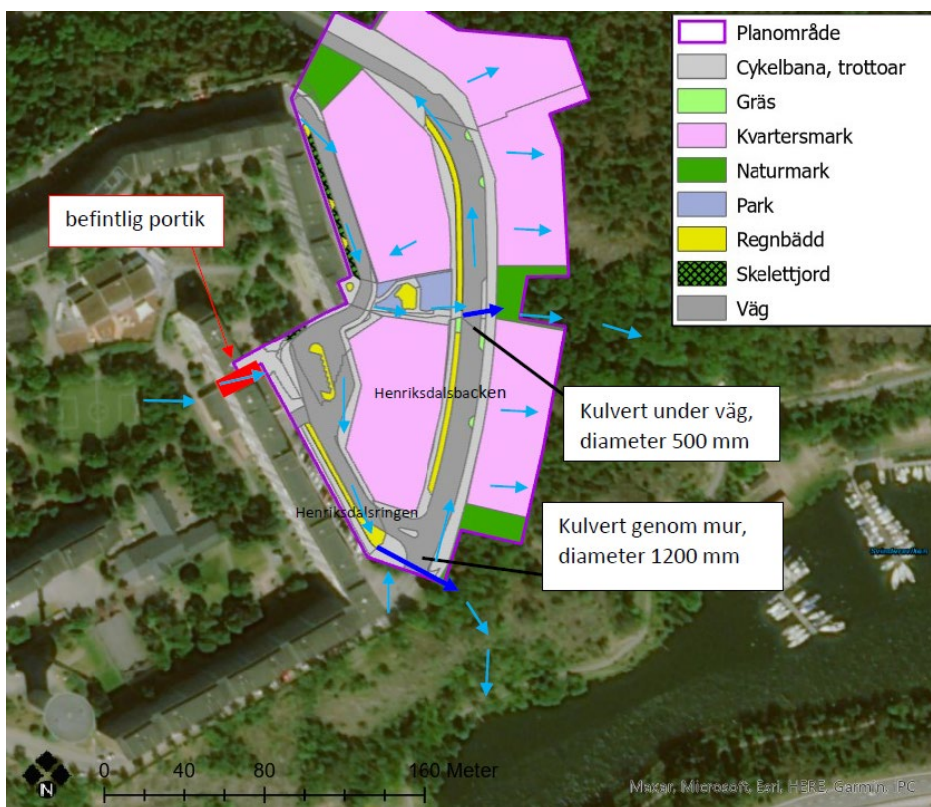 Planområde
Cykelbana, trottoar
Gräs
Kvartersmark
Naturmark
Park
Regnbädd
Skelettjord
Väg
befintlig portik
Henriksdalsbacken
Kulvert under väg,
diameter 500 mm
Henriksdalsringen
Kulvert genom mur,
diameter 1200 mm
N
0 40 80 160 Meter
Maxar, Microsoft, Esri, HERE, Garmin, iPC